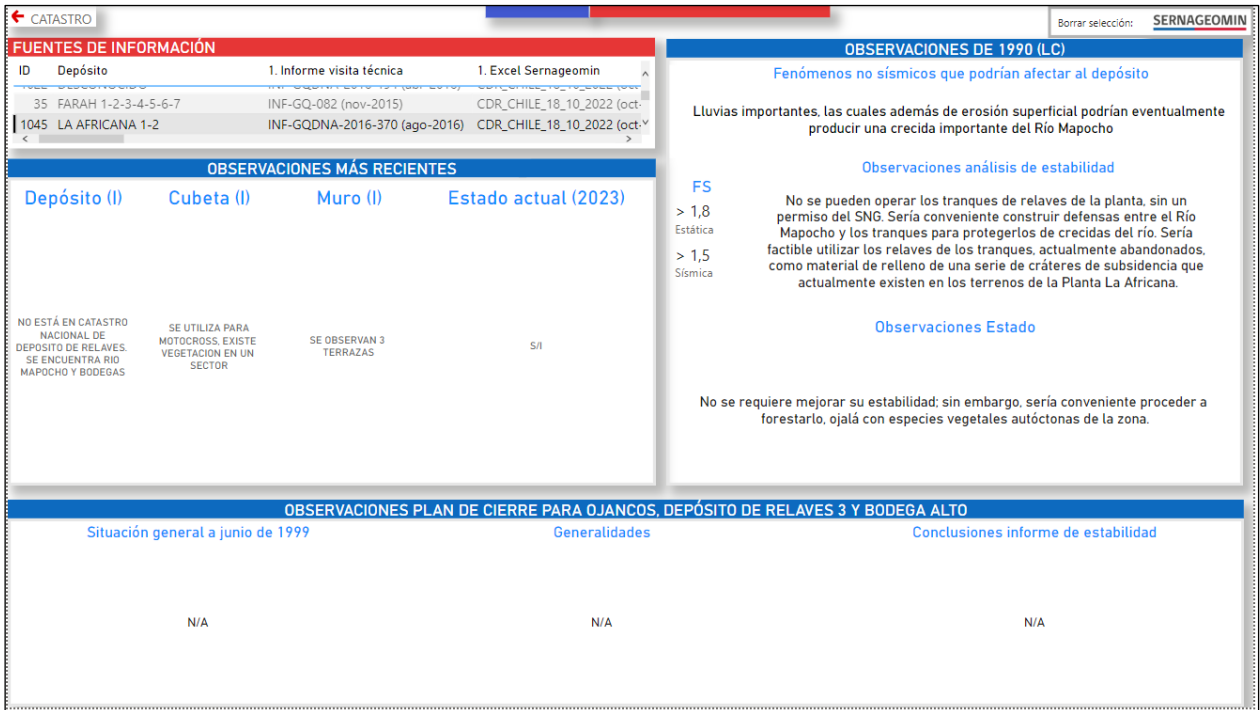 CATASTRO
Borrar selección:
SERNAGEOMIN
FUENTES DE INFORMACIÓN
ID Depósito 1. Informe visita técnica 1. Excel Sernageomin
35 FARAH 1-2-3-4-5-6-7 INF-GQ-082 (nov-2015) CDR_CHILE_18_10_2022 (oct-
1045 LA AFRICANA 1-2 INF-GQDNA-2016-370 (ago-2016) CDR_CHILE_18_10_2022 (oct-
OBSERVACIONES MÁS RECIENTES
Depósito (I) Cubeta (I) Muro (I) Estado actual (2023)
NO ESTÁ EN CATASTRO
NACIONAL DE
DEPOSITO DE RELAVES.
SE ENCUENTRA RIO
MAPOCHO Y BODEGAS
SE UTILIZA PARA
MOTOCROSS, EXISTE
VEGETACION EN UN
SECTOR
SE OBSERVAN 3
TERRAZAS
S/I
OBSERVACIONES DE 1990 (LC)
Fenómenos no sísmicos que podrían afectar al depósito
Lluvias importantes, las cuales además de erosión superficial podrían eventualmente
producir una crecida importante del Río Mapocho
FS
> 1,8
Estática
> 1,5
Sísmica
Observaciones análisis de estabilidad
No se pueden operar los tranques de relaves de la planta, sin un
permiso del SNG. Sería conveniente construir defensas entre el Río
Mapocho y los tranques para protegerlos de crecidas del río. Sería
factible utilizar los relaves de los tranques, actualmente abandonados,
como material de relleno de una serie de cráteres de subsidencia que
actualmente existen en los terrenos de la Planta La Africana.
Observaciones Estado
No se requiere mejorar su estabilidad; sin embargo, sería conveniente proceder a
forestarlo, ojalá con especies vegetales autóctonas de la zona.
OBSERVACIONES PLAN DE CIERRE PARA OJANCOS, DEPÓSITO DE RELAVES 3 Y BODEGA ALTO
Situación general a junio de 1999 Generalidades Conclusiones informe de estabilidad
N/A N/A N/A